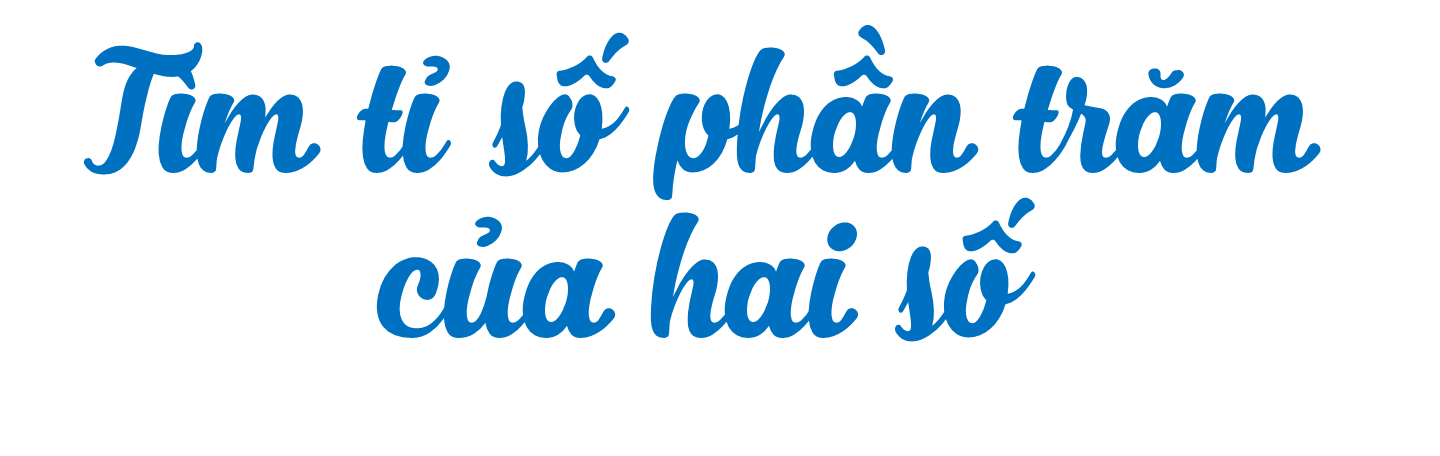 Tìm tỉ số phần trăm
của hai số